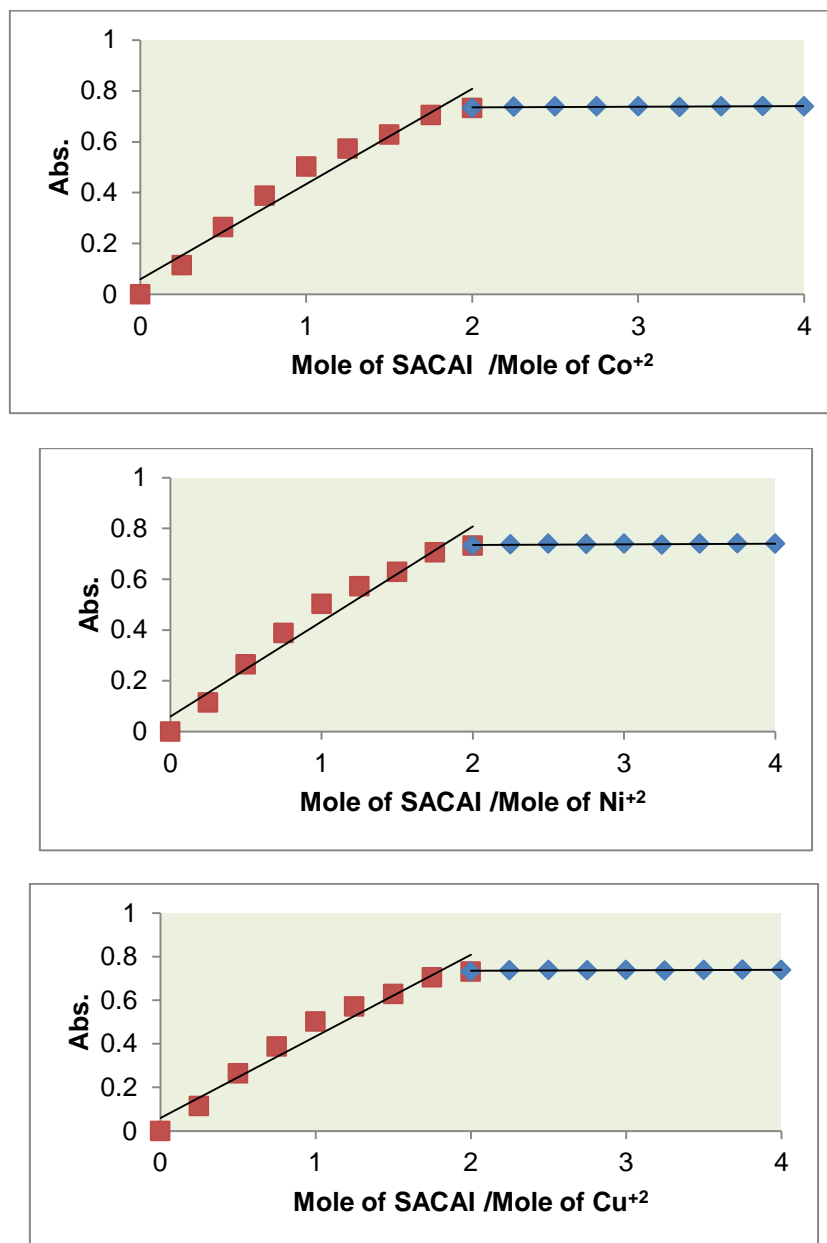 1
0.8
0.6
0.4
0.2
0
Abs.
0 1 2 3 4
Mole of SACAI /Mole of Co+2
1
0.8
0.6
0.4
0.2
0
Abs.
0 1 2 3 4
Mole of SACAI /Mole of Ni+2
1
0.8
0.6
0.4
0.2
0
Abs.
0 1 2 3 4
Mole of SACAI /Mole of Cu+2